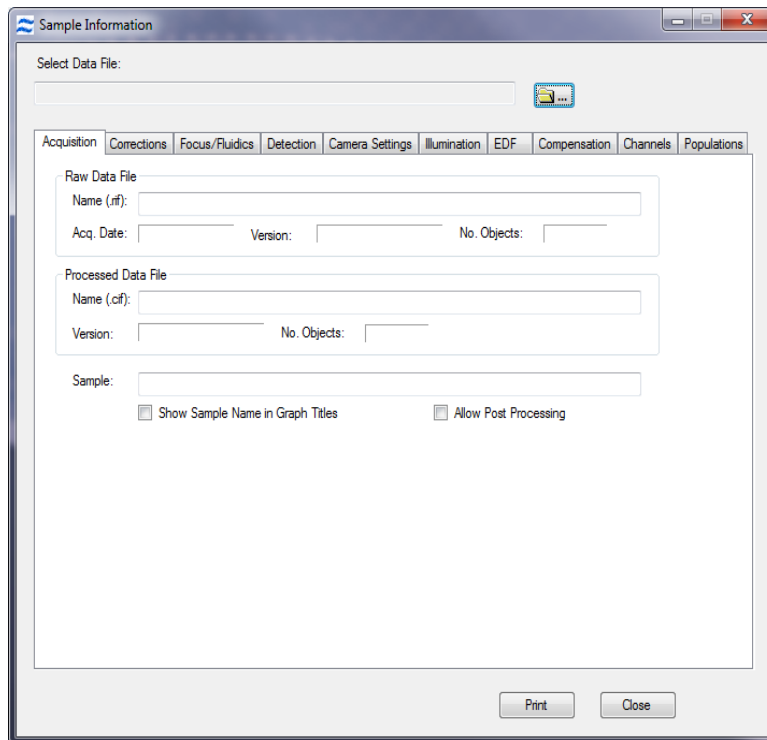 Sample Information
Select Data File:
...
Acquisition Corrections Focus/Fluidics Detection Camera Settings Illumination EDF Compensation Channels Populations
Raw Data File
Name (.rif):
Acq. Date: Version: No. Objects:
Processed Data File
Name (.cif):
Version: No. Objects:
Sample:
Show Sample Name in Graph Titles Allow Post Processing
Print Close